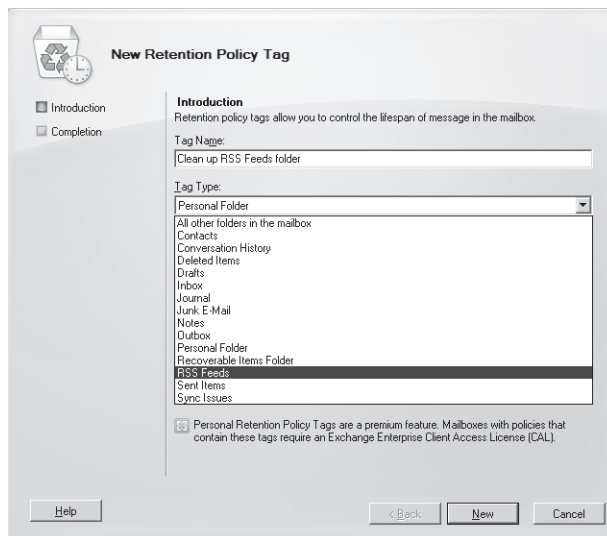 New Retention Policy Tag
Introduction
Completion
Introduction
Retention policy tags allow you to control the lifespan of message in the mailbox.
Tag Name:
Clean up RSS Feeds folder
Tag Type:
Personal Folder
All other folders in the mailbox
Contacts
Conversation History
Deleted Items
Drafts
Inbox
Journal
Junk E-Mail
Notes
Outbox
Personal Folder
Recoverable Items Folder
RSS Feeds
Sent Items
Sync Issues
Personal Retention Policy Tags are a premium feature. Mailboxes with policies that
contain these tags require an Exchange Enterprise Client Access License (CAL).
Help
< Back
New
Cancel